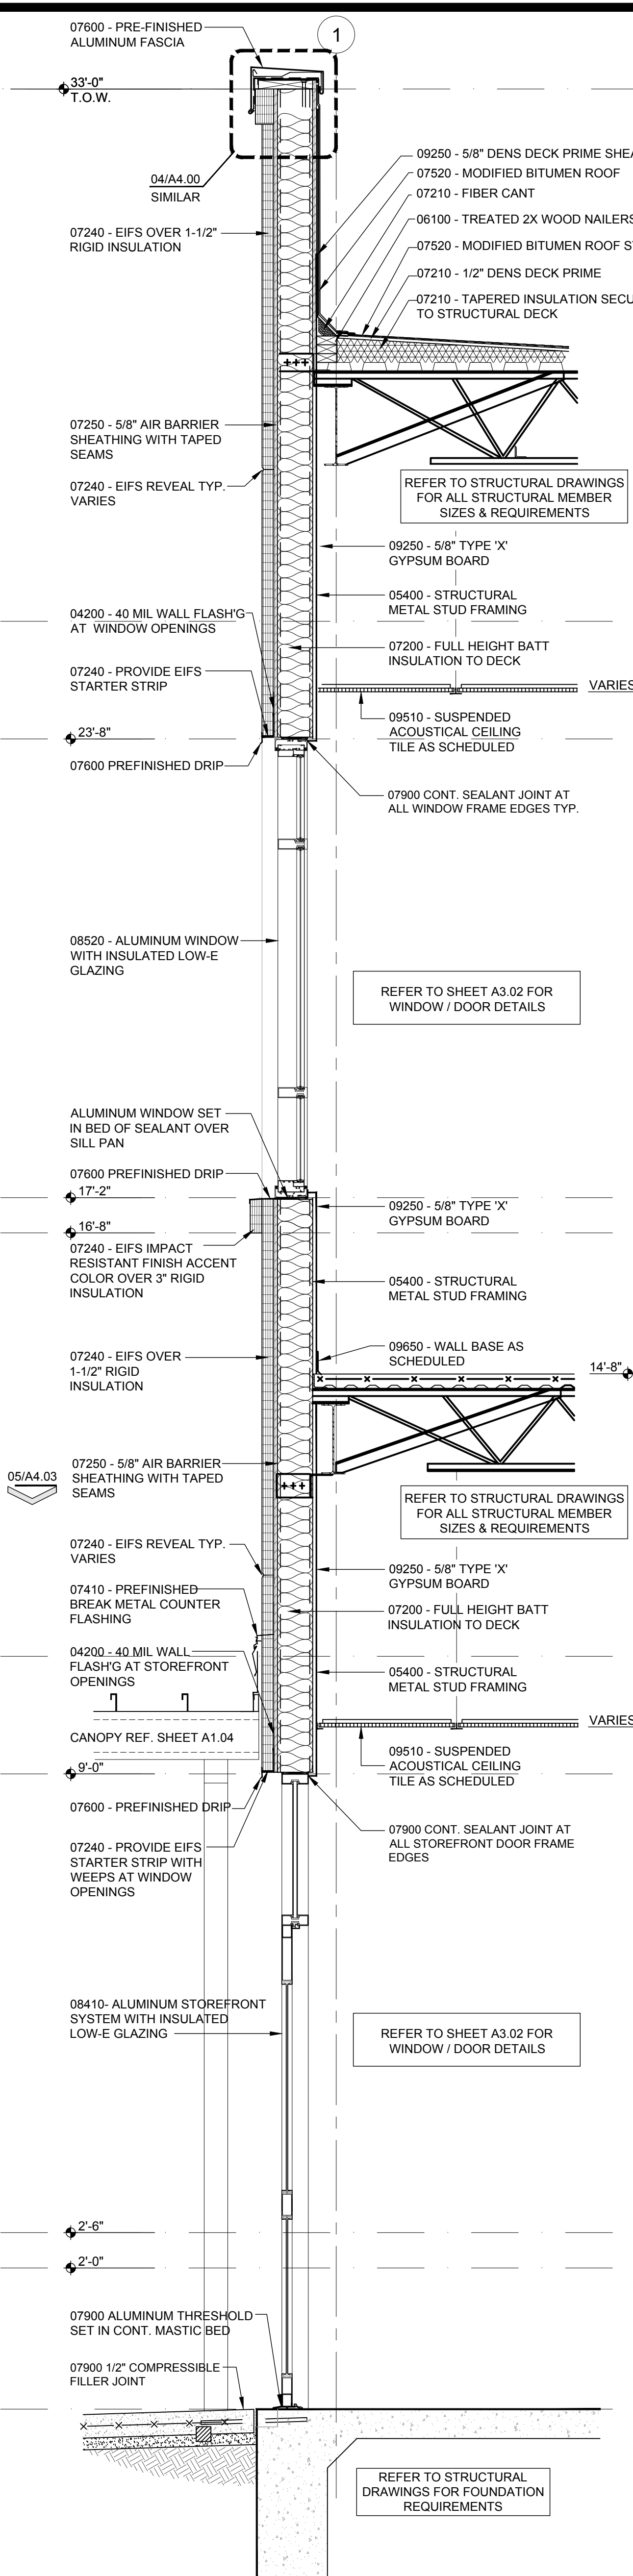 07600 - PRE-FINISHED
ALUMINUM FASCIA
1
33'-0"
T.O.W.
04/A4.00
SIMILAR
09250 - 5/8" DENS DECK PRIME
07520 - MODIFIED BITUMEN ROOF
07210 - FIBER CANT
06100 - TREATED 2X WOOD NAILERS
07520 - MODIFIED BITUMEN ROOF
07210 - 1/2" DENS DECK PRIME
07210 - TAPERED INSULATION
TO STRUCTURAL DECK
07240 - EIFS OVER 1-1/2"
RIGID INSULATION
07250 - 5/8" AIR BARRIER
SHEATHING WITH TAPED
SEAMS
07240 - EIFS REVEAL TYP.
VARIES
REFER TO STRUCTURAL DRAWINGS
FOR ALL STRUCTURAL MEMBER
SIZES & REQUIREMENTS
09250 - 5/8" TYPE 'X'
GYPSUM BOARD
05400 - STRUCTURAL
METAL STUD FRAMING
04200 - 40 MIL WALL FLASH'G
AT WINDOW OPENINGS
07200 - FULL HEIGHT BATT
INSULATION TO DECK
07240 - PROVIDE EIFS
STARTER STRIP
VARIES
09510 - SUSPENDED
ACOUSTICAL CEILING
TILE AS SCHEDULED
23'-8"
07600 PREFINISHED DRIP
07900 CONT. SEALANT JOINT AT
ALL WINDOW FRAME EDGES TYP.
08520 - ALUMINUM WINDOW
WITH INSULATED LOW-E
GLAZING
REFER TO SHEET A3.02 FOR
WINDOW / DOOR DETAILS
ALUMINUM WINDOW SET
IN BED OF SEALANT OVER
SILL PAN
07600 PREFINISHED DRIP
17'-2"
09250 - 5/8" TYPE 'X'
GYPSUM BOARD
16'-8"
07240 - EIFS IMPACT
RESISTANT FINISH ACCENT
COLOR OVER 3" RIGID
INSULATION
05400 - STRUCTURAL
METAL STUD FRAMING
09650 - WALL BASE AS
SCHEDULED
07240 - EIFS OVER
1-1/2" RIGID
INSULATION
14'-8"
07250 - 5/8" AIR BARRIER
SHEATHING WITH TAPED
SEAMS
05/A4.03
REFER TO STRUCTURAL DRAWINGS
FOR ALL STRUCTURAL MEMBER
SIZES & REQUIREMENTS
07240 - EIFS REVEAL TYP.
VARIES
09250 - 5/8" TYPE 'X'
GYPSUM BOARD
07410 - PREFINISHED
BREAK METAL COUNTER
FLASHING
07200 - FULL HEIGHT BATT
INSULATION TO DECK
04200 - 40 MIL WALL
FLASH'G AT STOREFRONT
OPENINGS
05400 - STRUCTURAL
METAL STUD FRAMING
VARIES
CANOPY REF. SHEET A1.04
09510 - SUSPENDED
ACOUSTICAL CEILING
TILE AS SCHEDULED
9'-0"
07600 - PREFINISHED DRIP
07900 CONT. SEALANT JOINT AT
ALL STOREFRONT DOOR FRAME
EDGES
07240 - PROVIDE EIFS
STARTER STRIP WITH
WEEPS AT WINDOW
OPENINGS
08410- ALUMINUM STOREFRONT
SYSTEM WITH INSULATED
LOW-E GLAZING
REFER TO SHEET A3.02 FOR
WINDOW / DOOR DETAILS
2'-6"
2'-0"
07900 ALUMINUM THRESHOLD
SET IN CONT. MASTIC BED
07900 1/2" COMPRESSIBLE
FILLER JOINT
REFER TO STRUCTURAL
DRAWINGS FOR FOUNDATION
REQUIREMENTS